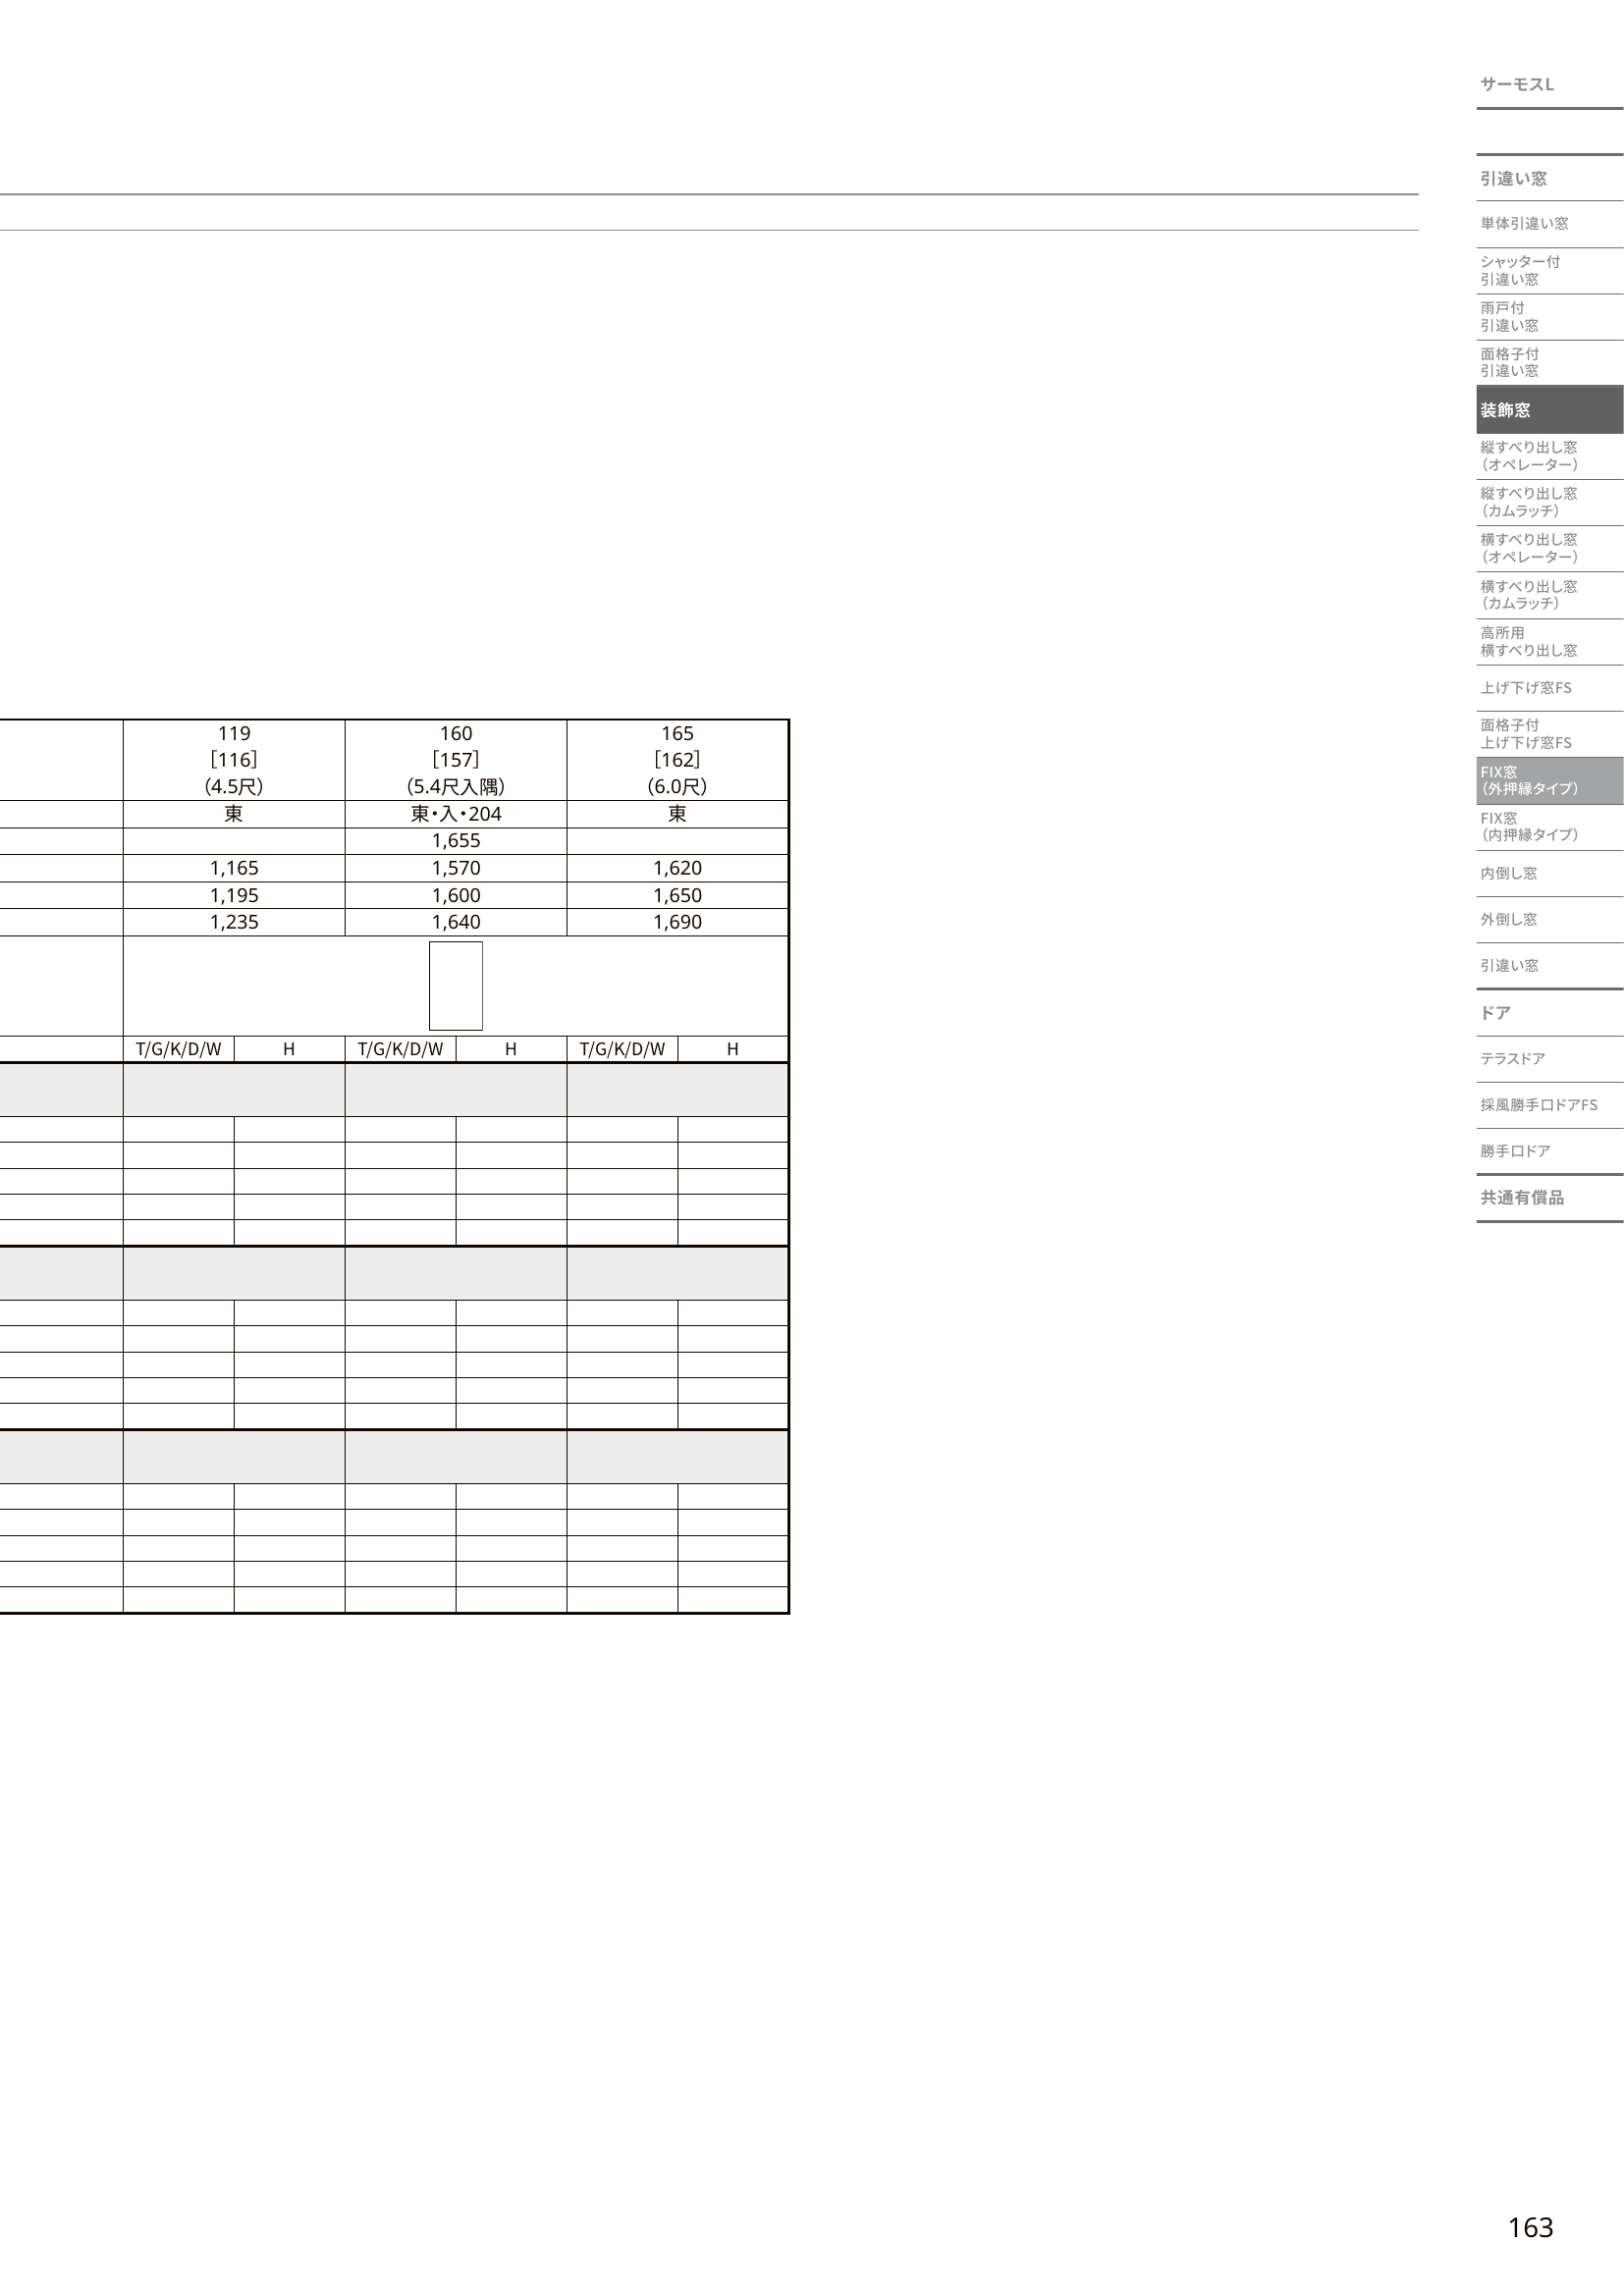 サーモスL
引違い窓
単体引違い窓
シャッター付
引違い窓
雨戸付
引違い窓
面格子付
引違い窓
装飾窓
縦すべり出し窓
（オペレーター）
縦すべり出し窓
（カムラッチ）
横すべり出し窓
（オペレーター）
横すべり出し窓
（カムラッチ）
高所用
横すべり出し窓
上げ下げ窓FS
面格子付
上げ下げ窓FS
FIX窓
（外押縁タイプ）
FIX窓
（内押縁タイプ）
内倒し窓
外倒し窓
引違い窓
ドア
テラスドア
採風勝手口ドアFS
勝手口ドア
共通有償品
119 160 165
［116］ ［157］ ［162］
（4.5尺） （5.4尺入隅） （6.0尺）
東 東・入・204 東
1,655
1,165 1,570 1,620
1,195 1,600 1,650
1,235 1,640 1,690
T/G/K/D/W H T/G/K/D/W H T/G/K/D/W H
163